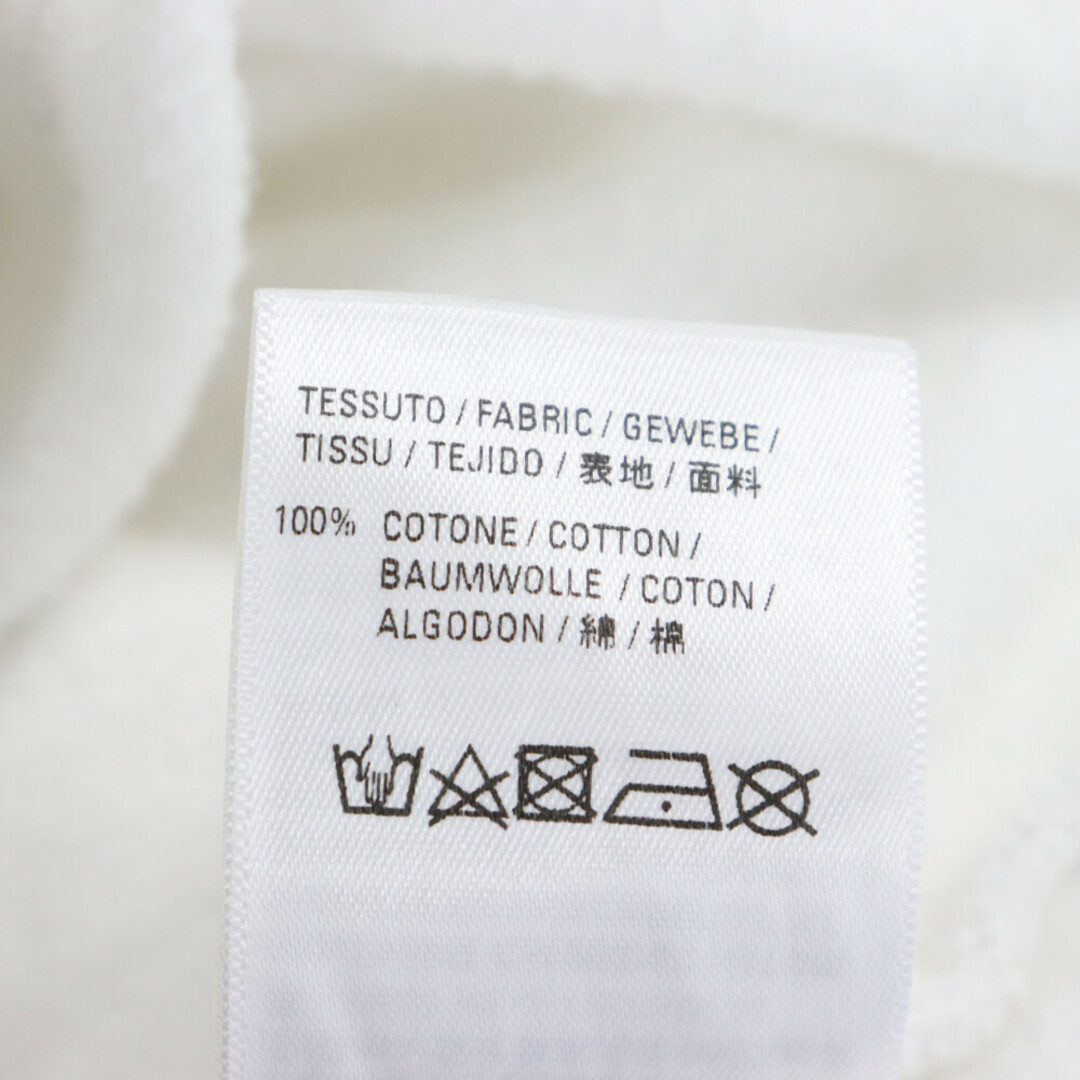 TESSUTO / FABRIC / GEWEBE /
TISSU / TEJIDO / 表地 / 面料
100% COTONE / COTTON /
BAUMWOLLE / COTON /
ALGODON / 綿 / 棉